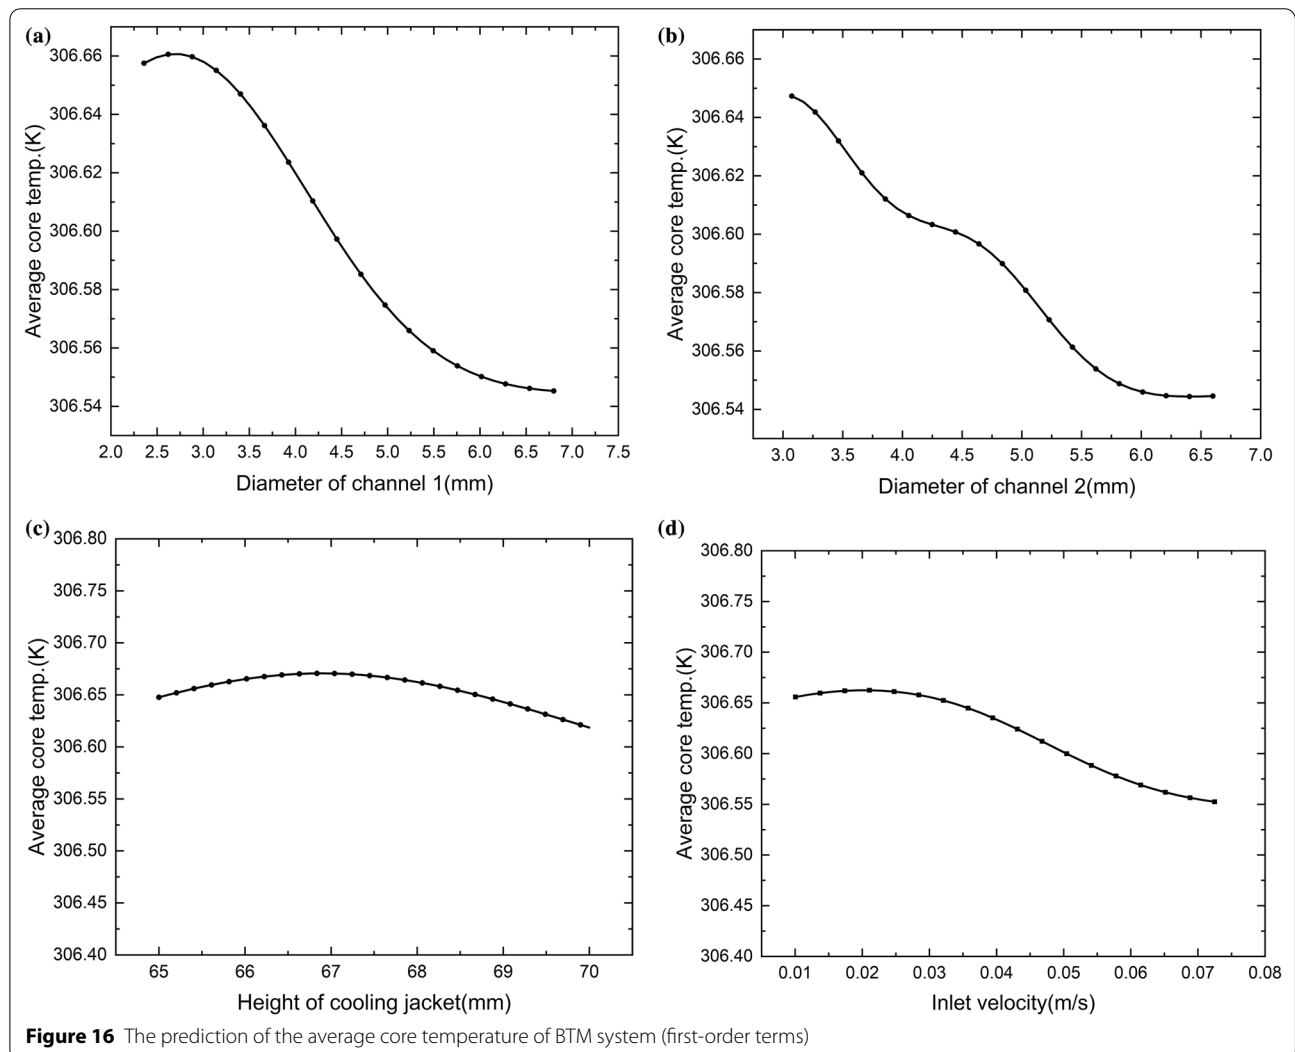 (a)
306.66
306.64
306.62
306.60
306.58
306.56
306.54
Average core temp.(K)
2.0 2.5 3.0 3.5 4.0 4.5 5.0 5.5 6.0 6.5 7.0 7.5
Diameter of channel 1(mm)
(b)
306.66
306.64
306.62
306.60
306.58
306.56
306.54
Average core temp.(K)
3.0 3.5 4.0 4.5 5.0 5.5 6.0 6.5 7.0
Diameter of channel 2(mm)
(c)
306.80
306.75
306.70
306.65
306.60
306.55
306.50
306.45
306.40
Average core temp.(K)
65 66 67 68 69 70
Height of cooling jacket(mm)
(d)
306.80
306.75
306.70
306.65
306.60
306.55
306.50
306.45
306.40
Average core temp.(K)
0.01 0.02 0.03 0.04 0.05 0.06 0.07 0.08
Inlet velocity(m/s)
Figure 16 The prediction of the average core temperature of BTM system (first-order terms)